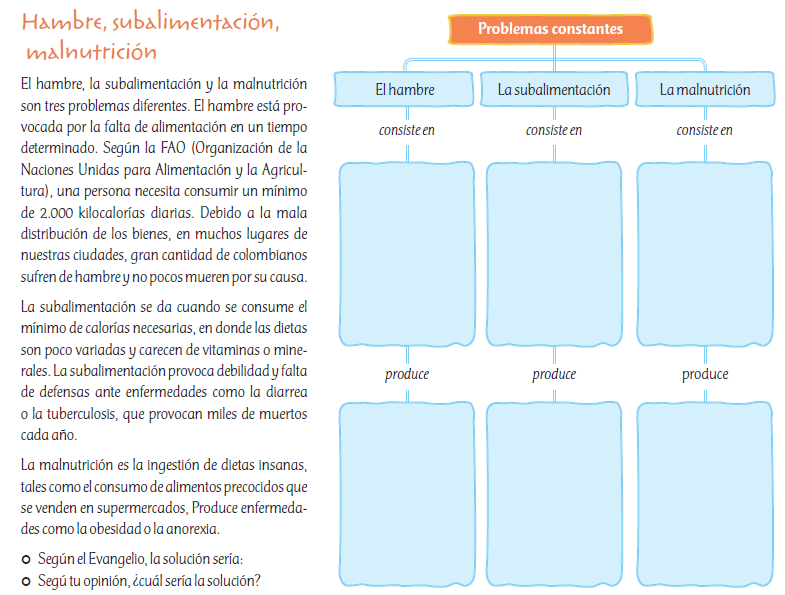 Hambre, subalimentación,
malnutrición
El hambre, la subalimentación y la malnutrición
son tres problemas diferentes. El hambre está pro-
vocada por la falta de alimentación en un tiempo
determinado. Según la FAO (Organización de la
Naciones Unidas para Alimentación y la Agricul-
tura), una persona necesita consumir un mínimo
de 2.000 kilocalorías diarias. Debido a la mala
distribución de los bienes, en muchos lugares de
nuestras ciudades, gran cantidad de colombianos
sufren de hambre y no pocos mueren por su causa.
La subalimentación se da cuando se consume el
mínimo de calorías necesarias, en donde las dietas
son poco variadas y carecen de vitaminas o mine-
rales. La subalimentación provoca debilidad y falta
de defensas ante enfermedades como la diarrea
o la tuberculosis, que provocan miles de muertos
cada año.
La malnutrición es la ingestión de dietas insanas,
tales como el consumo de alimentos precocidos que
se venden en supermercados, Produce enfermeda-
des como la obesidad o la anorexia.
Según el Evangelio, la solución sería:
Segú tu opinión, ¿cuál sería la solución?
Problemas constantes
El hambre La subalimentación La malnutrición
consiste en consiste en consiste en
produce produce produce